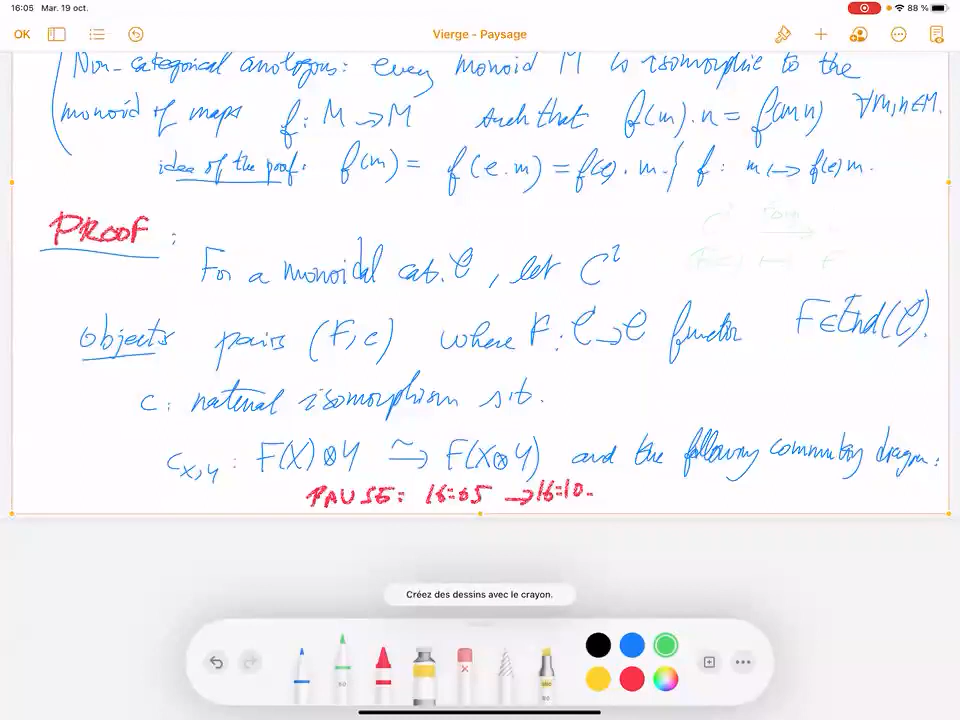 16:05 Mar. 19 oct. 88 %
OK Vierge - Paysage
Non-categorical analogous: every monoid M is isomorphic to the
monoid of maps f: M → M such that f(m).n = f(mn) ∀m,n∈M.
idea of the proof: f(m) = f(e.m) = f(e).m. f: m ↦ f(e)m.
PROOF:
For a monoidal cat. C, let C²
objects pairs (F,c) where F: C → C functor F∈End(C).
c: natural isomorphism s.t.
c_{X,Y}: F(X)⊗Y ⥲ F(X⊗Y) and the following commuting diagram:
PAUSE: 16:05 → 16:10.
Créez des dessins avec le crayon.